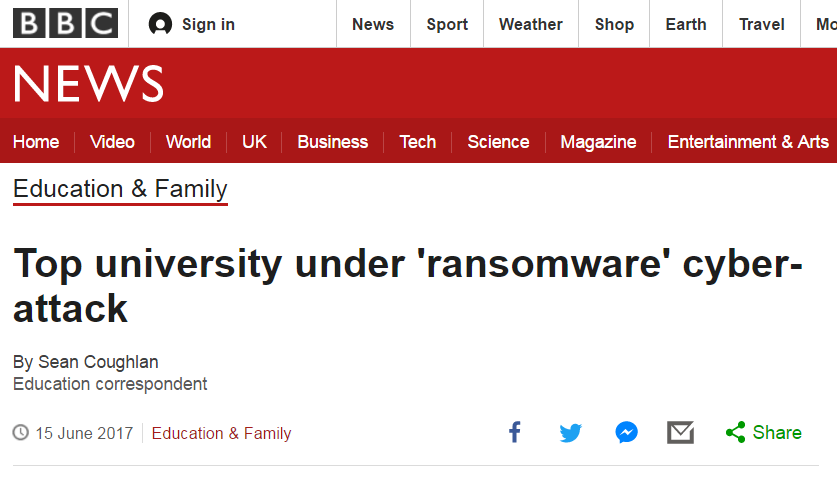 BBC Sign in News Sport Weather Shop Earth Travel Mo
NEWS
Home Video World UK Business Tech Science Magazine Entertainment & Arts
Education & Family
Top university under 'ransomware' cyber-
attack
By Sean Coughlan
Education correspondent
15 June 2017 Education & Family Share